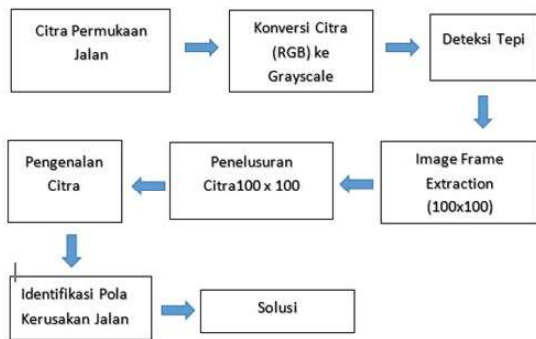 Citra Permukaan
Jalan
Konversi Citra
(RGB) ke
Grayscale
Deteksi Tepi
Image Frame
Extraction
(100x100)
Penelusuran
Citra100 x 100
Pengenalan
Citra
Identifikasi Pola
Kerusakan Jalan
Solusi